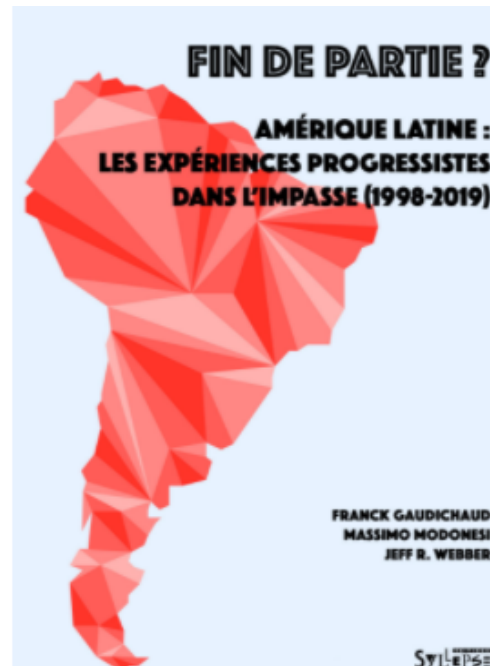 FIN DE PARTIE ?
AMÉRIQUE LATINE :
LES EXPÉRIENCES PROGRESSISTES
DANS L'IMPASSE (1998-2019)
FRANCK GAUDICHAUD
MASSIMO MODONESI
JEFF R. WEBBER
SYLLEPSE